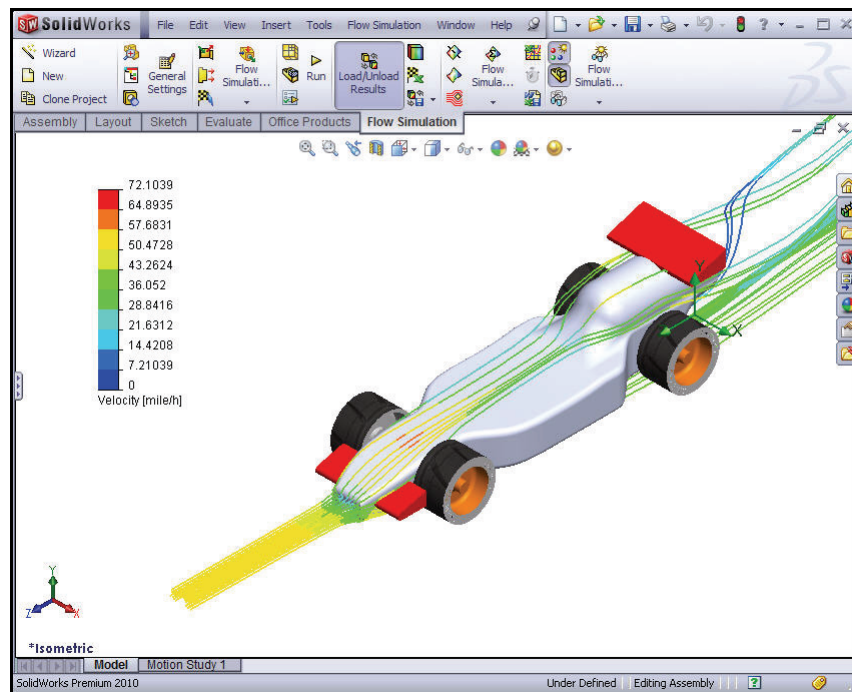 SolidWorks File Edit View Insert Tools Flow Simulation Window Help
Wizard
New
Clone Project
General
Settings
Flow
Simulati...
Run
Load/Unload
Results
Flow
Simula...
Flow
Simulati...
Assembly Layout Sketch Evaluate Office Products Flow Simulation
72.1039
64.8935
57.6831
50.4728
43.2624
36.052
28.8416
21.6312
14.4208
7.21039
0
Velocity [mile/h]
Y
X
Y
Z X
*Isometric
Model Motion Study 1
SolidWorks Premium 2010 Under Defined Editing Assembly ?